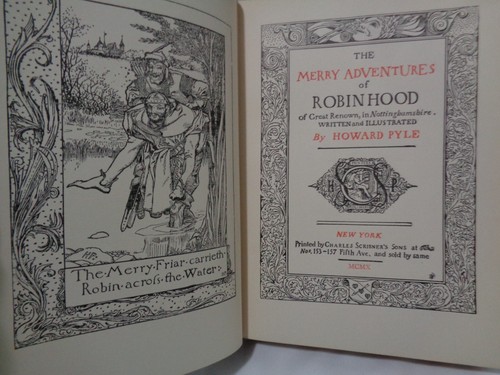 The Merry Friar carrieth
Robin across the Water
THE
MERRY ADVENTURES
of
ROBIN HOOD
of Great Renown, in Nottinghamshire.
WRITTEN and ILLUSTRATED
By HOWARD PYLE
H P
NEW YORK
Printed by CHARLES SCRIBNER'S SONS at
Nos. 153-157 Fifth Ave. and sold by same
MCMX